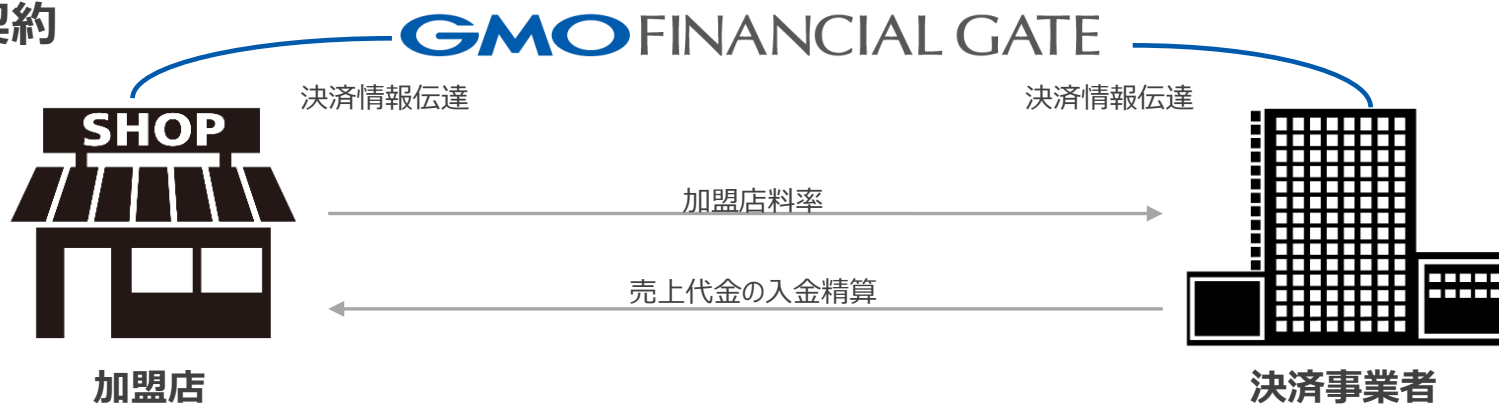 契約
GMO FINANCIAL GATE
決済情報伝達
決済情報伝達
SHOP
加盟店料率
売上代金の入金精算
加盟店
決済事業者